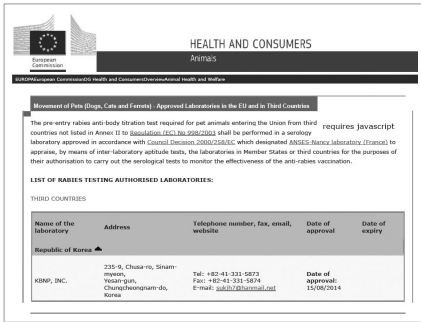 European
Commission
HEALTH AND CONSUMERS
Animals
EUROPAEuropean CommissionDG Health and ConsumersOverviewAnimal Health and Welfare
Movement of Pets (Dogs, Cats and Ferrets) - Approved Laboratories in the EU and in Third Countries
The pre-entry rabies anti-body titration test required for pet animals entering the Union from third
countries not listed in Annex II to Regulation (EC) No 998/2003 shall be performed in a serology
requires javascript
laboratory approved in accordance with Council Decision 2000/258/EC which designated ANSES-Nancy laboratory (France) to
appraise, by means of inter-laboratory aptitude tests, the laboratories in Member States or third countries for the purposes of
their authorisation to carry out the serological tests to monitor the effectiveness of the anti-rabies vaccination.
LIST OF RABIES TESTING AUTHORISED LABORATORIES:
THIRD COUNTRIES
Name of the laboratory
Address
Telephone number, fax, email, website
Date of approval
Date of expiry
Republic of Korea
KBNP, INC.
235-9, Chusa-ro, Sinam-
myeon,
Yesan-gun,
Chungcheongnam-do,
Korea
Tel: +82-41-331-5873
Fax: +82-41-331-5874
E-mail: sukjh7@hanmail.net
Date of
approval:
15/08/2014